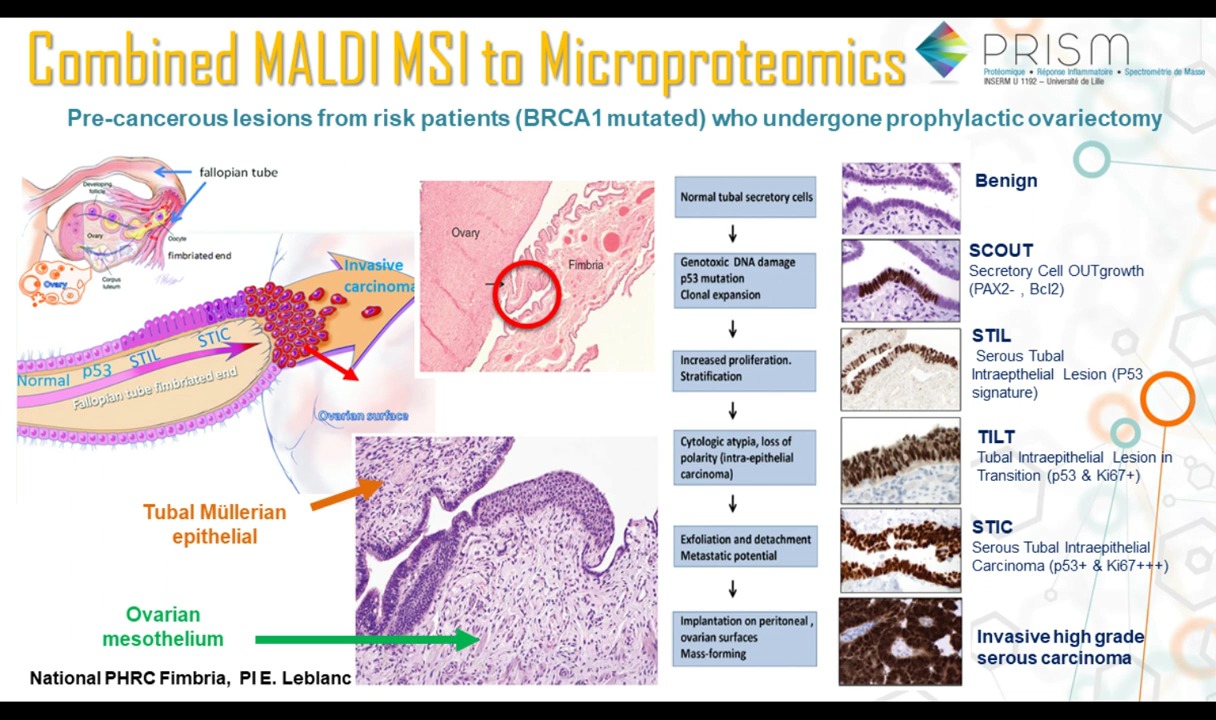 Combined MALDI MSI to Microproteomics
PRISM
Protéomique • Réponse Inflammatoire • Spectrométrie de Masse
INSERM U 1192 – Université de Lille
Pre-cancerous lesions from risk patients (BRCA1 mutated) who undergone prophylactic ovariectomy
fallopian tube
Developing
follicle
Ovary
Oocyte
fimbriated end
Corpus
luteum
Ovary
Invasive
carcinoma
Normal
p53
STIL
STIC
Fallopian tube fimbriated end
Ovarian surface
Ovary
Fimbria
Tubal Müllerian
epithelial
Ovarian
mesothelium
National PHRC Fimbria, PI E. Leblanc
Normal tubal secretory cells
Genotoxic DNA damage
p53 mutation
Clonal expansion
Increased proliferation.
Stratification
Cytologic atypia, loss of
polarity (intra-epithelial
carcinoma)
Exfoliation and detachment
Metastatic potential
Implantation on peritoneal ,
ovarian surfaces
Mass-forming
Benign
SCOUT
Secretory Cell OUTgrowth
(PAX2- , Bcl2)
STIL
Serous Tubal
Intraepthelial Lesion (P53
signature)
TILT
Tubal Intraepithelial Lesion in
Transition (p53 & Ki67+)
STIC
Serous Tubal Intraepithelial
Carcinoma (p53+ & Ki67+++)
Invasive high grade
serous carcinoma